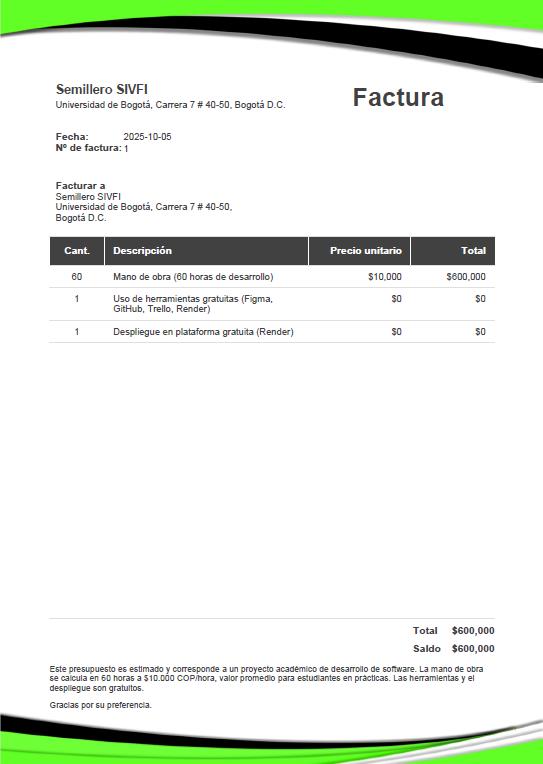 Semillero SIVFI
Universidad de Bogotá, Carrera 7 # 40-50, Bogotá D.C.
Factura
Fecha: 2025-10-05
Nº de factura: 1
Facturar a
Semillero SIVFI
Universidad de Bogotá, Carrera 7 # 40-50,
Bogotá D.C.
Cant. Descripción Precio unitario Total
60 Mano de obra (60 horas de desarrollo) $10,000 $600,000
1 Uso de herramientas gratuitas (Figma, $0 $0
GitHub, Trello, Render)
1 Despliegue en plataforma gratuita (Render) $0 $0
Total $600,000
Saldo $600,000
Este presupuesto es estimado y corresponde a un proyecto académico de desarollo de software. La mano de obra
se calcula en 60 horas a $10.000 COP/hora, valor promedio para estudiantes en prácticas. Las herramientas y el
despliegue son gratuitos.
Gracias por su preferencia.